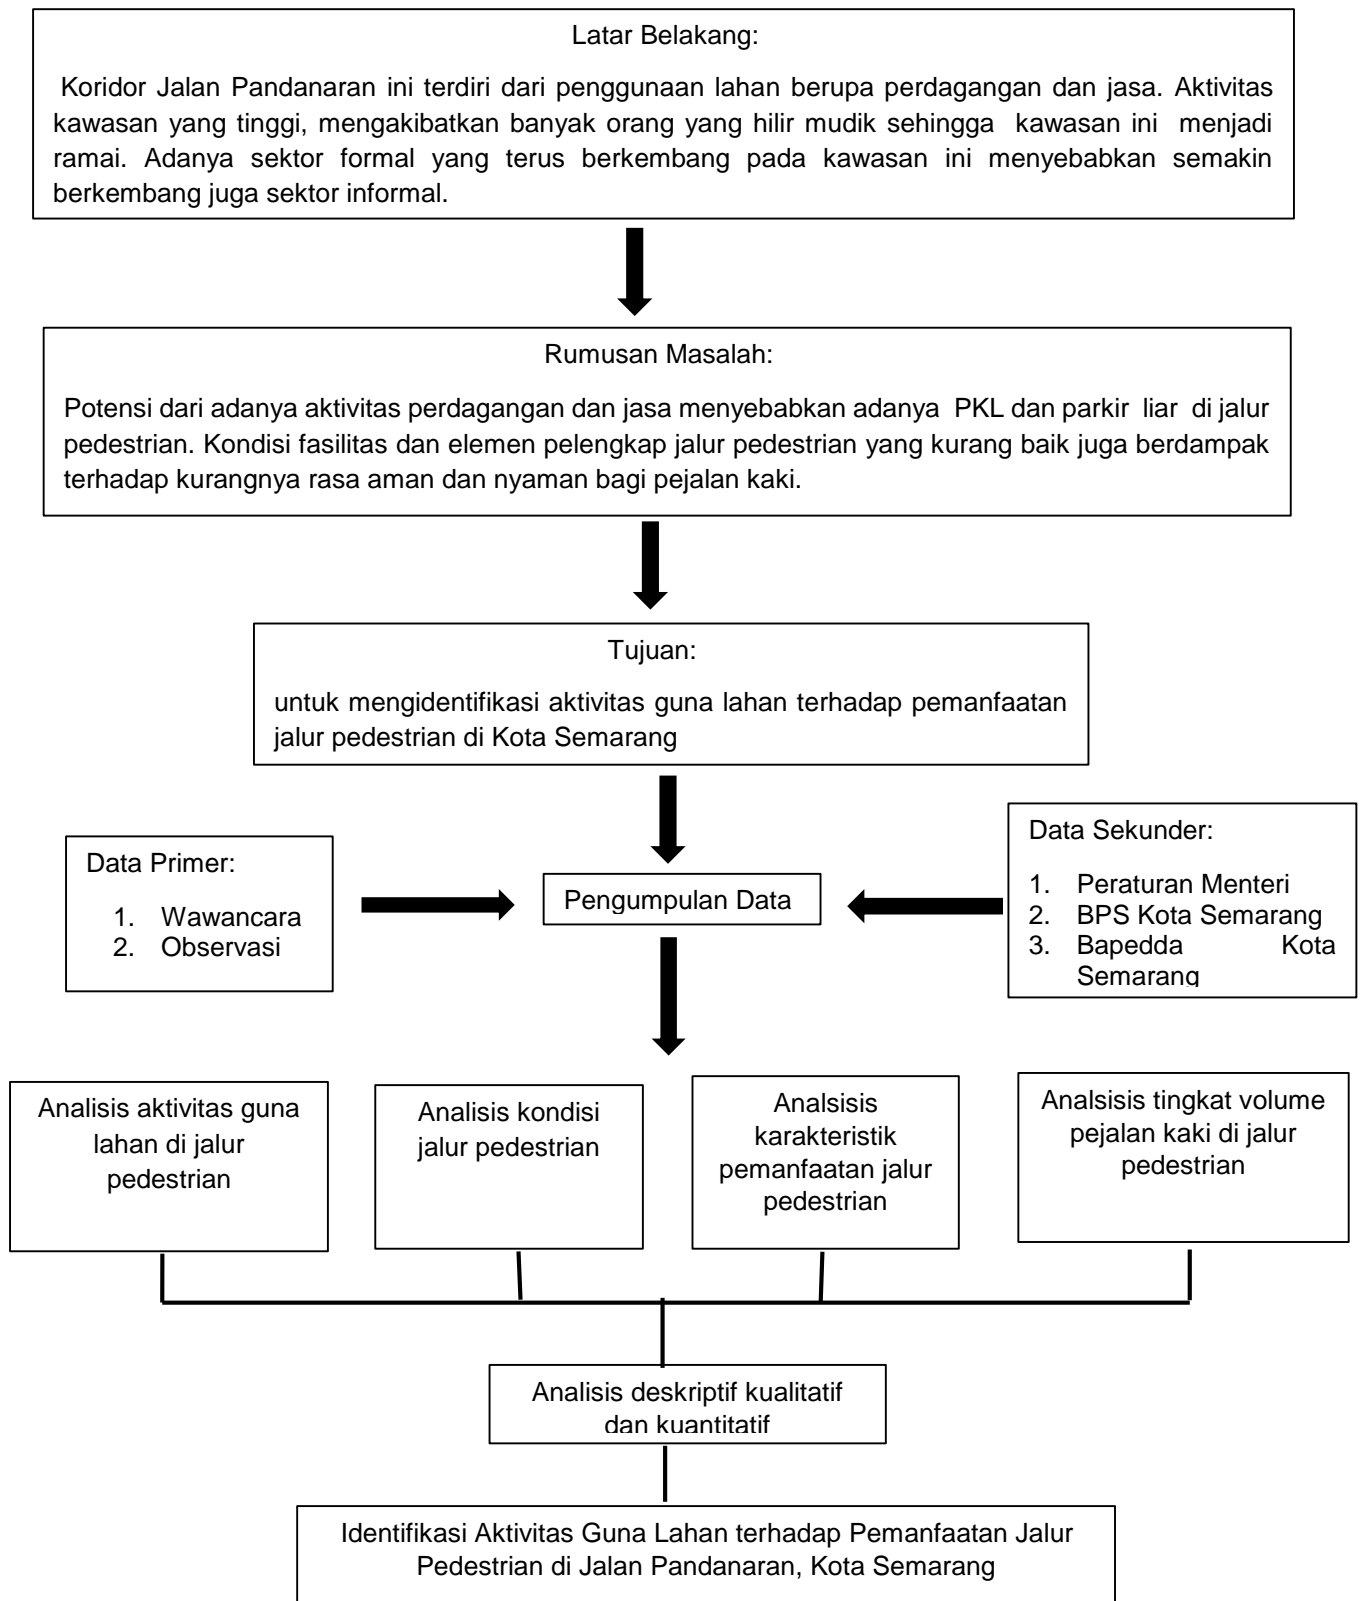 Latar Belakang:
Koridor Jalan Pandanaran ini terdiri dari penggunaan lahan berupa perdagangan dan jasa. Aktivitas
kawasan yang tinggi, mengakibatkan banyak orang yang hilir mudik sehingga kawasan ini menjadi
ramai. Adanya sektor formal yang terus berkembang pada kawasan ini menyebabkan semakin
berkembang juga sektor informal.
Rumusan Masalah:
Potensi dari adanya aktivitas perdagangan dan jasa menyebabkan adanya PKL dan parkir liar di jalur
pedestrian. Kondisi fasilitas dan elemen pelengkap jalur pedestrian yang kurang baik juga berdampak
terhadap kurangnya rasa aman dan nyaman bagi pejalan kaki.
Tujuan:
untuk mengidentifikasi aktivitas guna lahan terhadap pemanfaatan
jalur pedestrian di Kota Semarang
Data Primer:
1. Wawancara
2. Observasi
Pengumpulan Data
Data Sekunder:
1. Peraturan Menteri
2. BPS Kota Semarang
3. Bapedda Kota
Semarang
Analisis aktivitas guna
lahan di jalur
pedestrian
Analisis kondisi
jalur pedestrian
Analsisis
karakteristik
pemanfaatan jalur
pedestrian
Analsisis tingkat volume
pejalan kaki di jalur
pedestrian
Analisis deskriptif kualitatif
dan kuantitatif
Identifikasi Aktivitas Guna Lahan terhadap Pemanfaatan Jalur
Pedestrian di Jalan Pandanaran, Kota Semarang